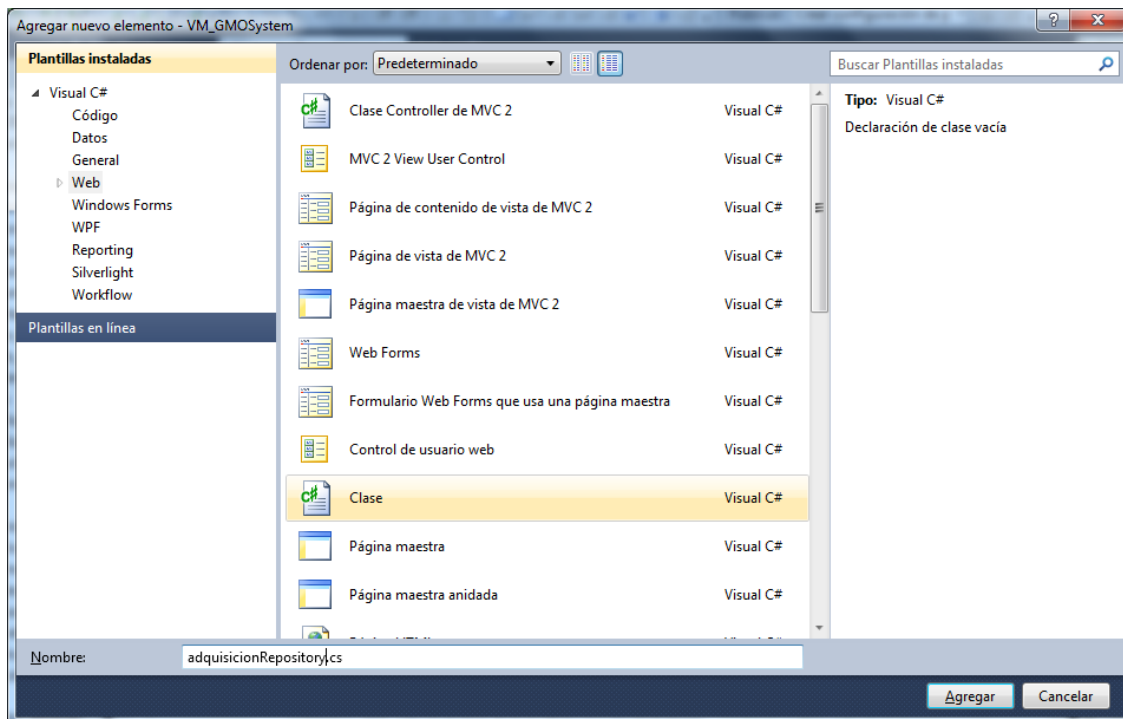 Agregar nuevo elemento - VM_GMOSystem
Plantillas instaladas
Visual C#
Código
Datos
General
Web
Windows Forms
WPF
Reporting
Silverlight
Workflow
Plantillas en línea
Ordenar por: Predeterminado
Clase Controller de MVC 2 Visual C#
MVC 2 View User Control Visual C#
Página de contenido de vista de MVC 2 Visual C#
Página de vista de MVC 2 Visual C#
Página maestra de vista de MVC 2 Visual C#
Web Forms Visual C#
Formulario Web Forms que usa una página maestra Visual C#
Control de usuario web Visual C#
Clase Visual C#
Página maestra Visual C#
Página maestra anidada Visual C#
Buscar Plantillas instaladas
Tipo: Visual C#
Declaración de clase vacía
Nombre: adquisicionRepository.cs
Agregar Cancelar